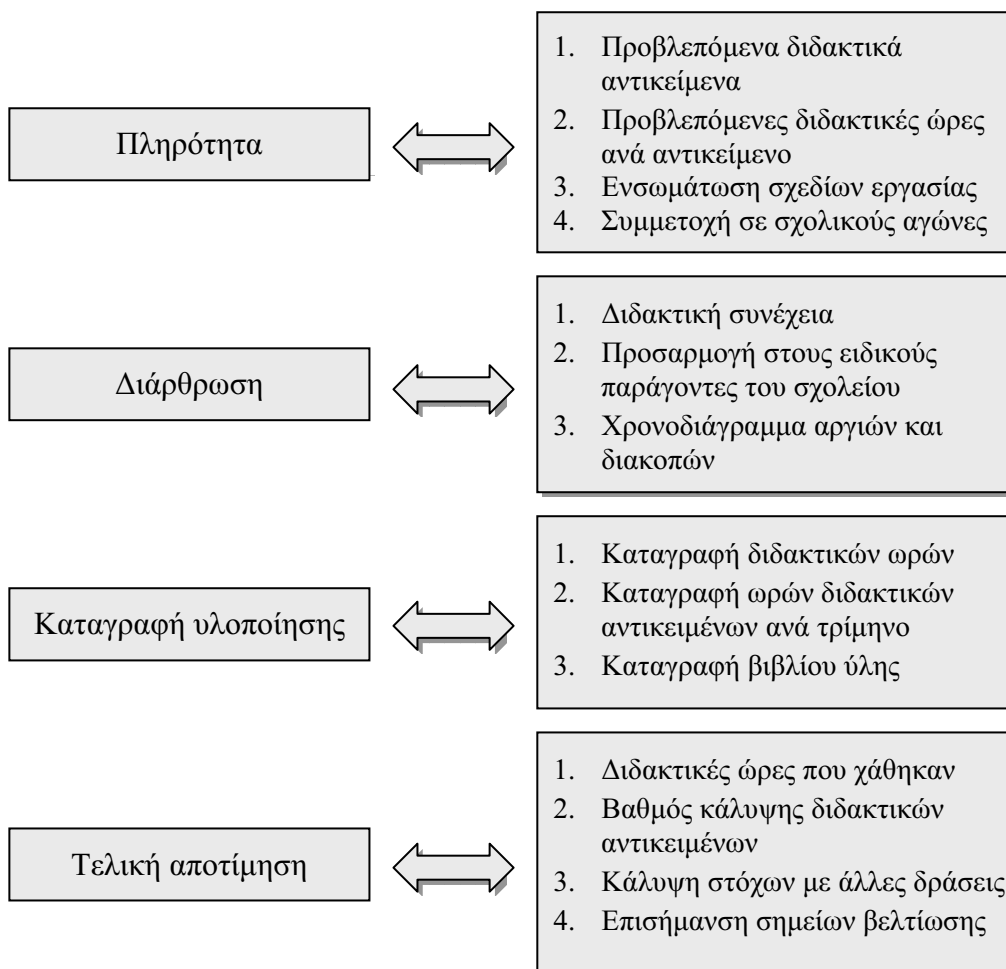 Πληρότητα
1. Προβλεπόμενα διδακτικά
αντικείμενα
2. Προβλεπόμενες διδακτικές ώρες
ανά αντικείμενο
3. Ενσωμάτωση σχεδίων εργασίας
4. Συμμετοχή σε σχολικούς αγώνες
Διάρθρωση
1. Διδακτική συνέχεια
2. Προσαρμογή στους ειδικούς
παράγοντες του σχολείου
3. Χρονοδιάγραμμα αργιών και
διακοπών
Καταγραφή υλοποίησης
1. Καταγραφή διδακτικών ωρών
2. Καταγραφή ωρών διδακτικών
αντικειμένων ανά τρίμηνο
3. Καταγραφή βιβλίου ύλης
Τελική αποτίμηση
1. Διδακτικές ώρες που χάθηκαν
2. Βαθμός κάλυψης διδακτικών
αντικειμένων
3. Κάλυψη στόχων με άλλες δράσεις
4. Επισήμανση σημείων βελτίωσης